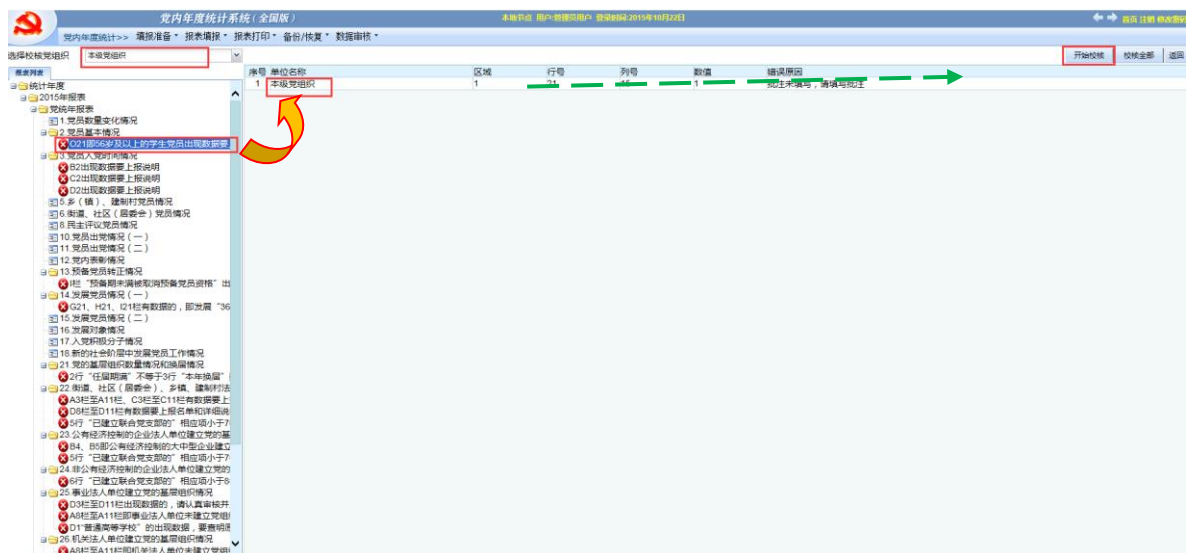 党内年度统计系统(全国版)
本地节点 用户:管理员用户 登录时间:2015年10月22日
首页 注销 修改密码
党内年度统计>> 填报准备 报表填报 报表打印 备份/恢复 数据审核
选择校核党组织 本级党组织
开始校核 校核全部 返回
报表列表
序号 单位名称 区域 行号 列号 数值 错误原因
1 本级党组织 1 21 15 1 批注未填写,请填写批注
统计年度
2015年报表
党统年报表
1.党员数量变化情况
2.党员基本情况
O21即56岁及以上的学生党员出现数据要
3.党员入党时间情况
B2出现数据要上报说明
C2出现数据要上报说明
D2出现数据要上报说明
5.乡(镇)、建制村党员情况
6.街道、社区(居委会)党员情况
8.民主评议党员情况
10.党员出党情况(一)
11.党员出党情况(二)
12.党内表彰情况
13.预备党员转正情况
I栏“预备期未满被取消预备党员资格”出
14.发展党员情况(一)
G21、H21、I21栏有数据的,即发展“36
15.发展党员情况(二)
16.发展对象情况
17.入党积极分子情况
18.新的社会阶层中发展党员工作情况
21.党的基层组织数量情况和换届情况
2行“任届期满”不等于3行“本年换届”
22.街道、社区(居委会)、乡镇、建制村法
A3栏至A11栏、C3栏至C11栏有数据要上
D8栏至D11栏有数据要上报名单和详细说
5行“已建立联合党支部的”相应项小于7
23.公有经济控制的企业法人单位建立党的基
B4、B5即公有经济控制的大中型企业建立
5行“已建立联合党支部的”相应项小于7
24.非公有经济控制的企业法人单位建立党的
6行“已建立联合党支部的”相应项小于8
25.事业法人单位建立党的基层组织情况
D3栏至D11栏出现数据的,请认真审核并
A8栏至A11栏即事业法人单位未建立党组
D1“普通高等学校”的出现数据,要查明原
26.机关法人单位建立党的基层组织情况
A8栏至A11栏即机关法人单位未建立党组